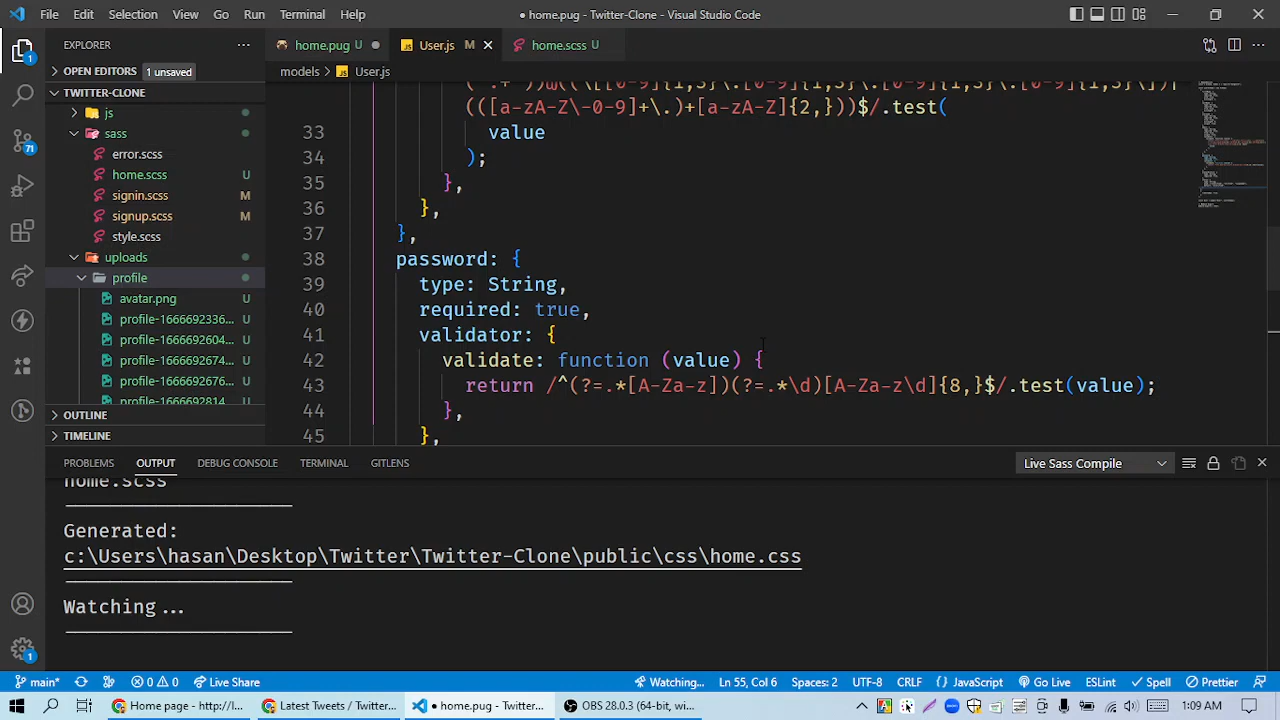 File Edit Selection View Go Run Terminal Help
● home.pug - Twitter-Clone - Visual Studio Code
EXPLORER
OPEN EDITORS 1 unsaved
TWITTER-CLONE
js
sass
error.scss
home.scss U
signin.scss M
signup.scss M
style.scss
uploads
profile
avatar.png U
profile-1666692336... U
profile-1666692604... U
profile-1666692674... U
profile-1666692676... U
profile-1666692814
OUTLINE
TIMELINE
1
71
1
home.pug U ●
User.js M
home.scss U
models > User.js
(([a-zA-Z\-0-9]+\.)+[a-zA-Z]{2,}))$/.test(
33 value
34 );
35 },
36 },
37 },
38 password: {
39 type: String,
40 required: true,
41 validator: {
42 validate: function (value) {
43 return /^(?=.*[A-Za-z])(?=.*\d)[A-Za-z\d]{8,}$/.test(value);
44 },
45 },
PROBLEMS OUTPUT DEBUG CONSOLE TERMINAL GITLENS
Live Sass Compile
home.scss
Generated:
c:\Users\hasan\Desktop\Twitter\Twitter-Clone\public\css\home.css
Watching...
main* 0 0 Live Share
Watching... Ln 55, Col 6 Spaces: 2 UTF-8 CRLF JavaScript Go Live ESLint Spell Prettier
Home page - http://l...
Latest Tweets / Twitter...
● home.pug - Twitter-...
OBS 28.0.3 (64-bit, wi...
1:09 AM